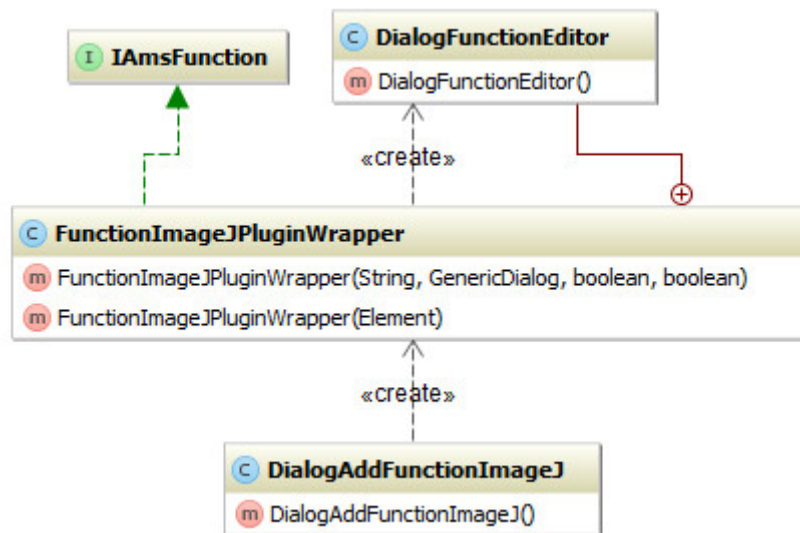 I IAmsFunction
C DialogFunctionEditor
m DialogFunctionEditor()
«create»
C FunctionImageJPluginWrapper
m FunctionImageJPluginWrapper(String, GenericDialog, boolean, boolean)
m FunctionImageJPluginWrapper(Element)
«create»
C DialogAddFunctionImageJ
m DialogAddFunctionImageJ()